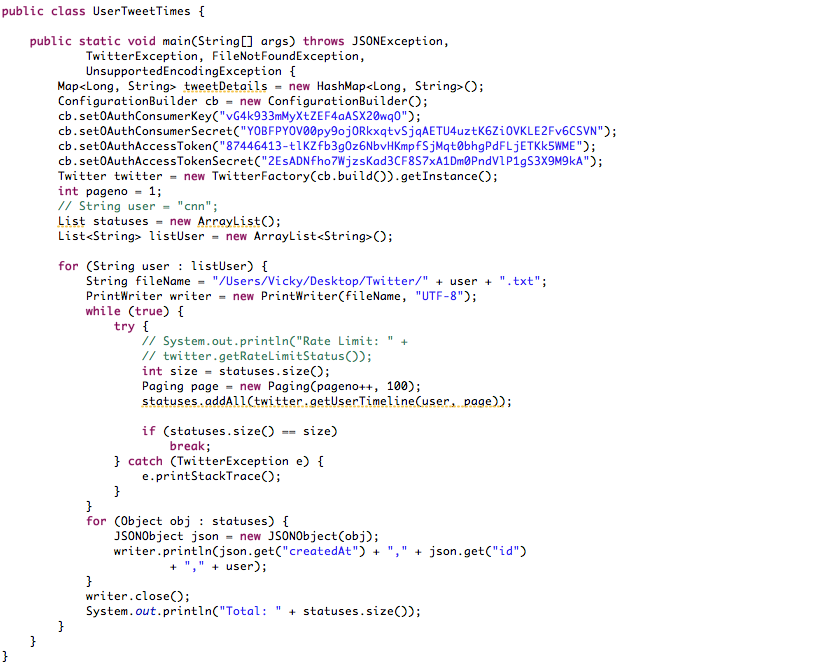 public class UserTweetTimes {
public static void main(String[] args) throws JSONException,
TwitterException, FileNotFoundException,
UnsupportedEncodingException {
Map<Long, String> tweetDetails = new HashMap<Long, String>();
ConfigurationBuilder cb = new ConfigurationBuilder();
cb.setOAuthConsumerKey("vG4k933mMyXtZEF4aASX20wqO");
cb.setOAuthConsumerSecret("YOBFPYOV00py9ojORkxqtvSjqAETU4uztK6ZiOVKLE2Fv6CSVN");
cb.setOAuthAccessToken("87446413-tlKZfb3gOz6NbvHKmpfSjMqt0bhgPdFLjETKk5WME");
cb.setOAuthAccessTokenSecret("2EsADNfho7WjzsKad3CF8S7xA1Dm0PndVlP1gS3X9M9kA");
Twitter twitter = new TwitterFactory(cb.build()).getInstance();
int pageno = 1;
// String user = "cnn";
List statuses = new ArrayList();
List<String> listUser = new ArrayList<String>();
for (String user : listUser) {
String fileName = "/Users/Vicky/Desktop/Twitter/" + user + ".txt";
PrintWriter writer = new PrintWriter(fileName, "UTF-8");
while (true) {
try {
// System.out.println("Rate Limit: " +
// twitter.getRateLimitStatus());
int size = statuses.size();
Paging page = new Paging(pageno++, 100);
statuses.addAll(twitter.getUserTimeline(user, page));
if (statuses.size() == size)
break;
} catch (TwitterException e) {
e.printStackTrace();
}
}
for (Object obj : statuses) {
JSONObject json = new JSONObject(obj);
writer.println(json.get("createdAt") + "," + json.get("id")
+ "," + user);
}
writer.close();
System.out.println("Total: " + statuses.size());
}
}
}